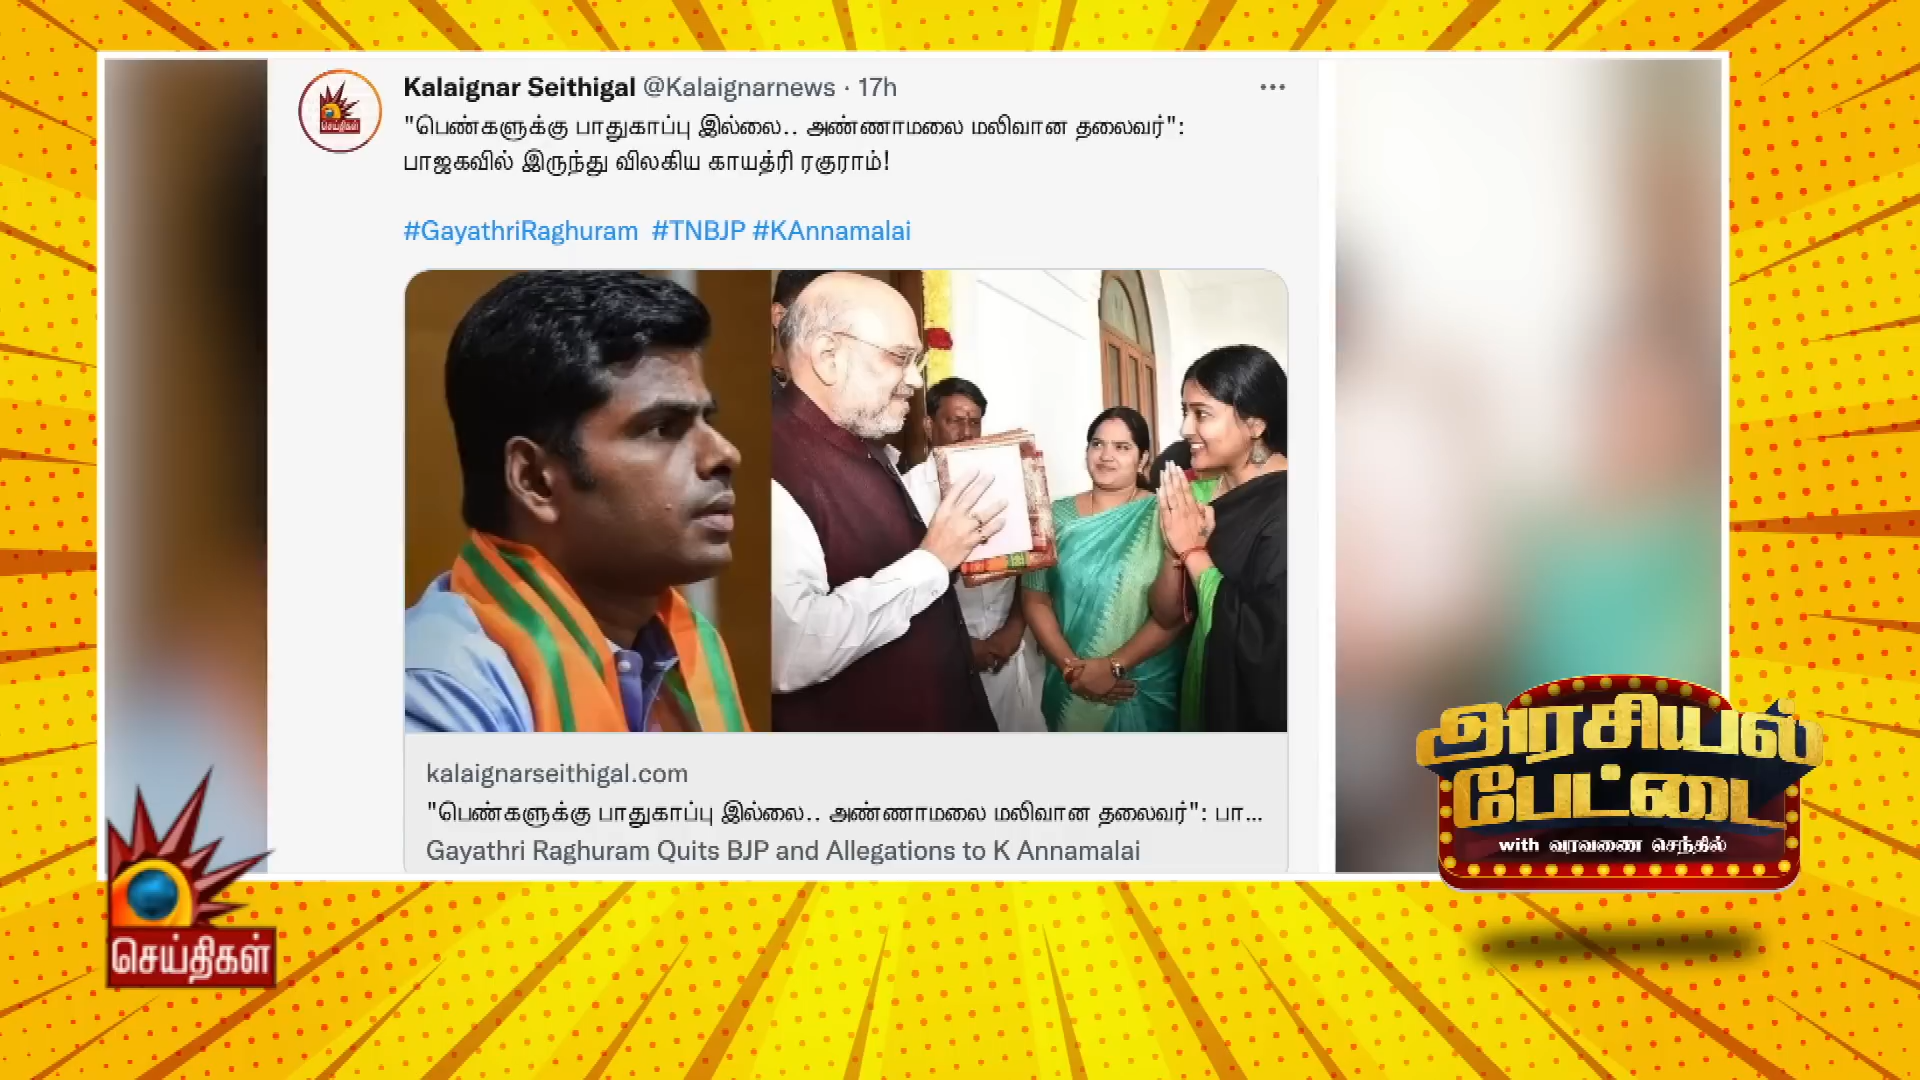 Kalaignar Seithigal @Kalaignarnews · 17h
"பெண்களுக்கு பாதுகாப்பு இல்லை.. அண்ணாமலை மலிவான தலைவர்":
பாஜகவில் இருந்து விலகிய காயத்ரி ரகுராம்!
#GayathriRaghuram #TNBJP #KAnnamalai
kalaignarseithigal.com
"பெண்களுக்கு பாதுகாப்பு இல்லை.. அண்ணாமலை மலிவான தலைவர்": பா...
Gayathri Raghuram Quits BJP and Allegations to K Annamalai
அரசியல்
பேட்டை
with வரவணை செந்தில்
செய்திகள்
செய்திகள்